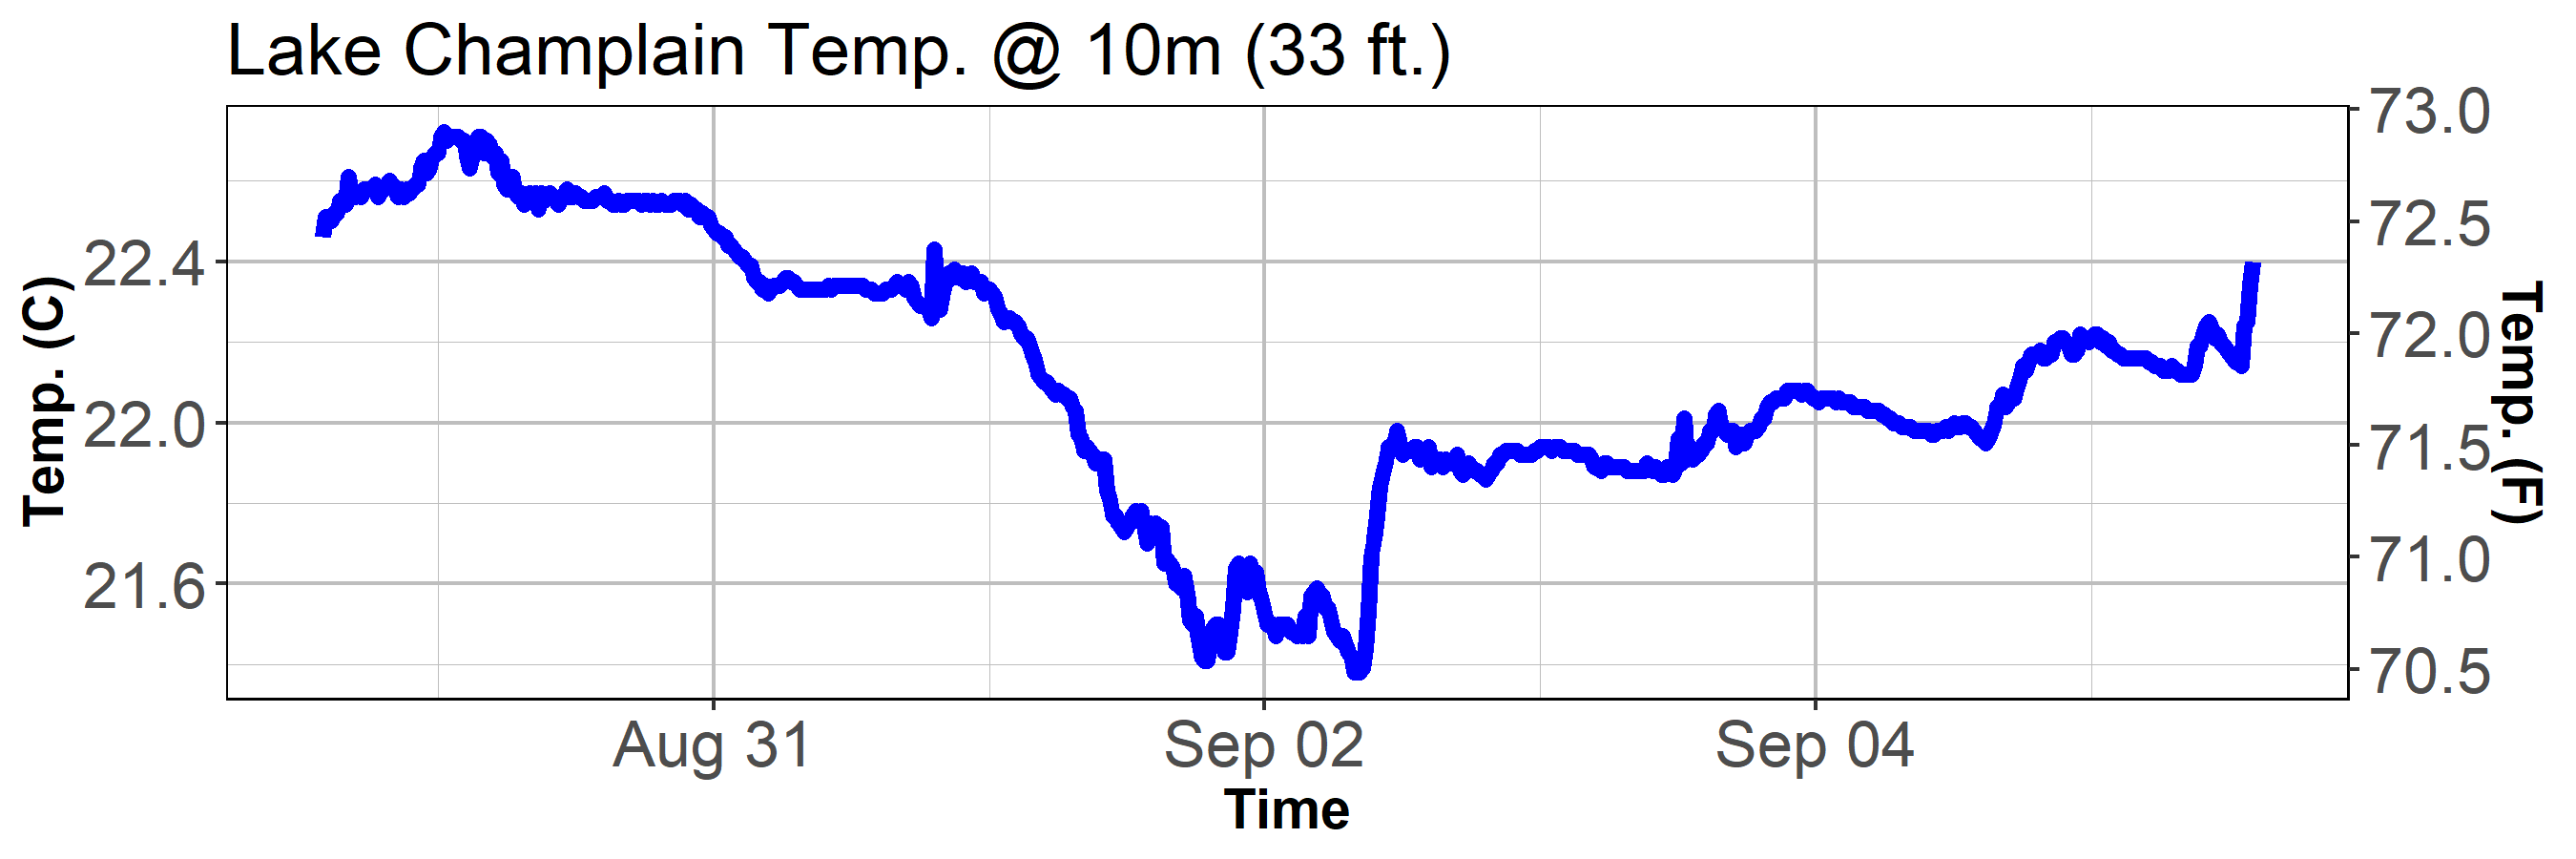 Lake Champlain Temp. @ 10m (33 ft.)
Temp. (C)
22.4
22.0
21.6
73.0
72.5
72.0
71.5
71.0
70.5
Temp. (F)
Aug 31
Sep 02
Sep 04
Time